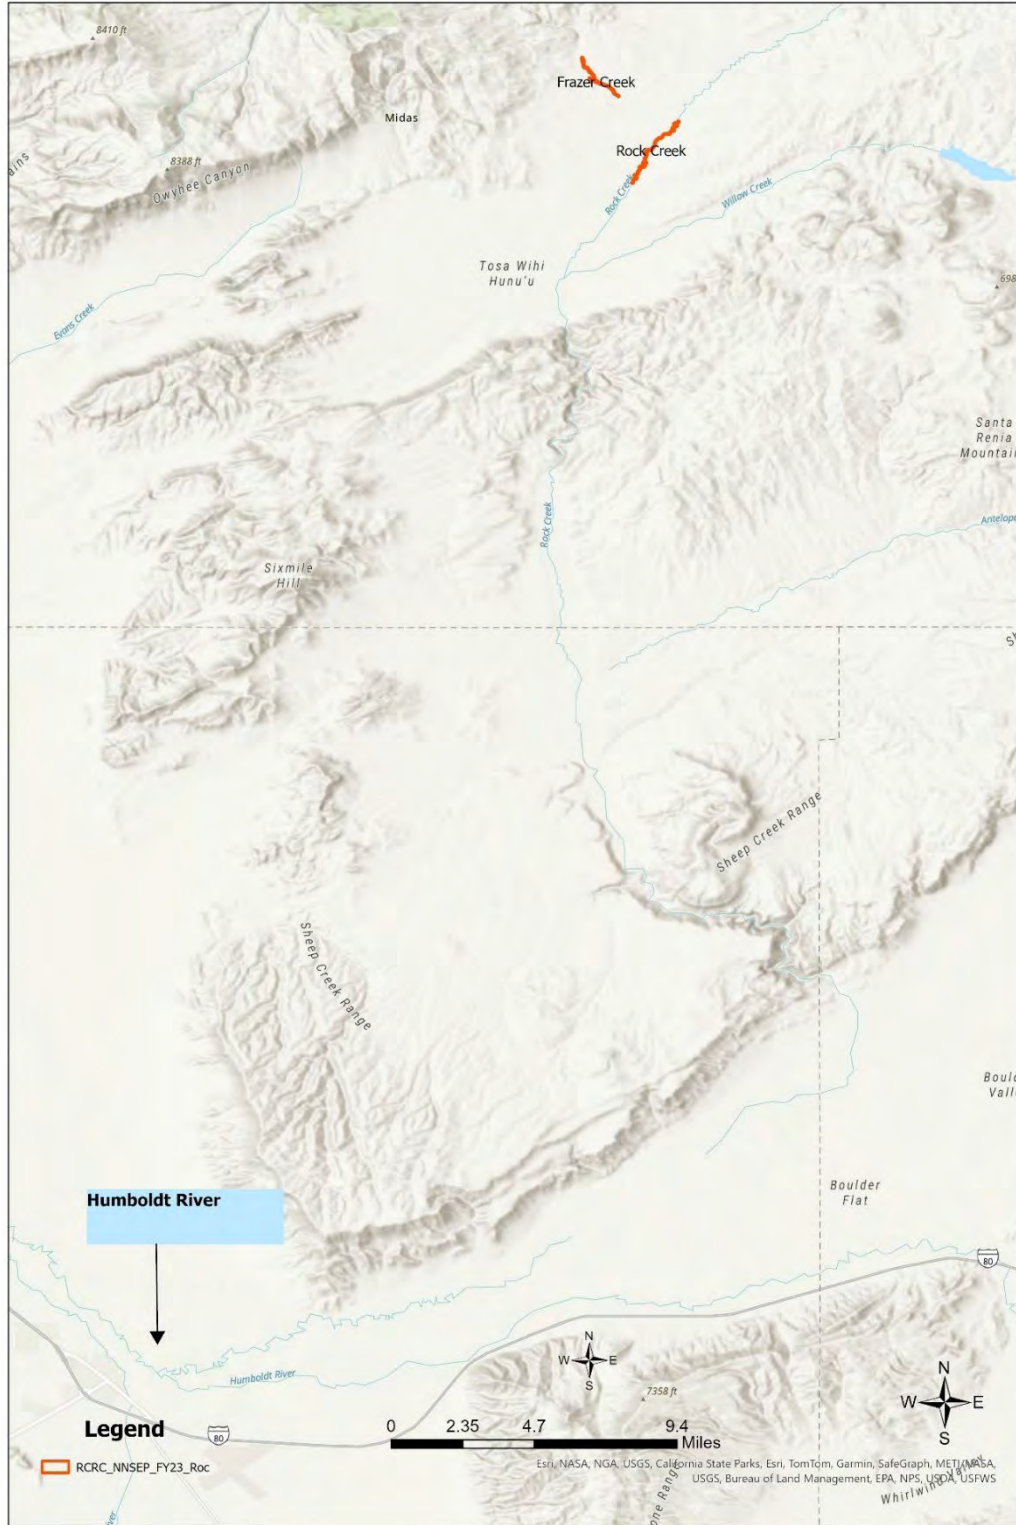 8410 ft
Midas
8388 ft
Owyhee Canyon
Frazer Creek
Rock Creek
Rock Creek
Willow Creek
Tosa Wihi
Hunu'u
Evans Creek
Santa
Renia
Rock Creek
Sixmile
Hill
Sheep Creek Range
Sheep Creek Range
Boulder
Flat
80
Humboldt River
Humboldt River
N
W E
S
7358 ft
N
W E
S
Legend
80
0 2.35 4.7 9.4
Miles
RCRC_NNSEP_FY23_Roc
Esri, NASA, NGA, USGS, California State Parks, Esri, TomTom, Garmin, SafeGraph, METI/NASA,
USGS, Bureau of Land Management, EPA, NPS, USDA, USFWS
Whirlwind Valley